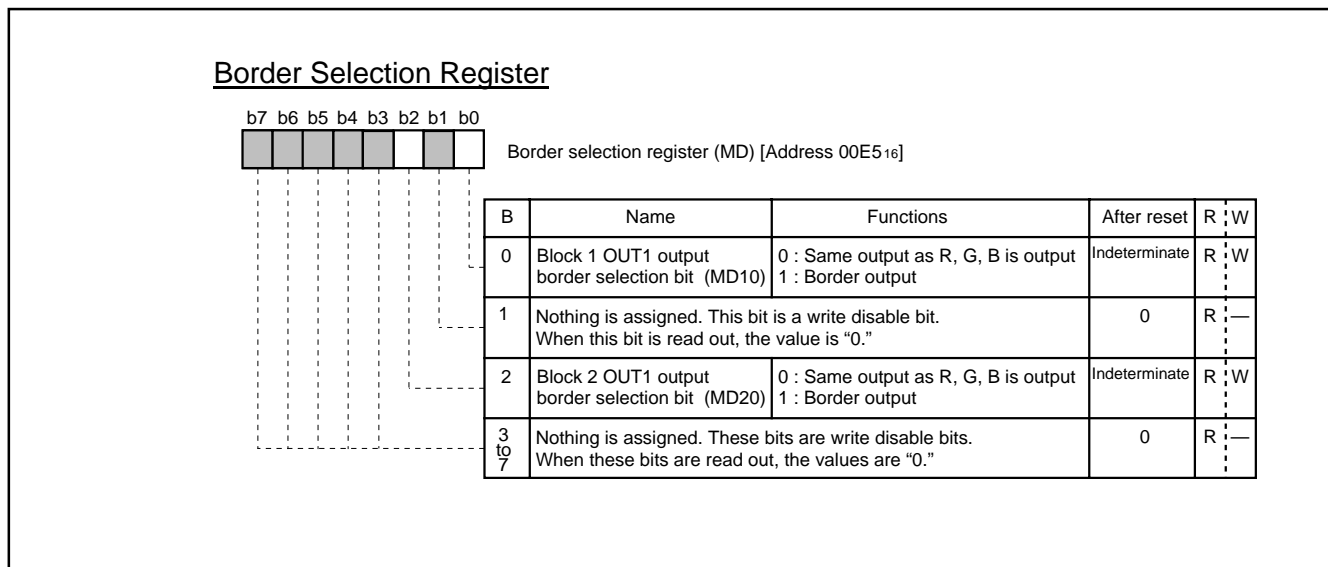 Border Selection Register
b7 b6 b5 b4 b3 b2 b1 b0
Border selection register (MD) [Address 00E516]
B Name Functions After reset R W
0 Block 1 OUT1 output border selection bit (MD10) 0 : Same output as R, G, B is output 1 : Border output Indeterminate R W
1 Nothing is assigned. This bit is a write disable bit. When this bit is read out, the value is “0.” 0 R —
2 Block 2 OUT1 output border selection bit (MD20) 0 : Same output as R, G, B is output 1 : Border output Indeterminate R W
3 to 7 Nothing is assigned. These bits are write disable bits. When these bits are read out, the values are “0.” 0 R —